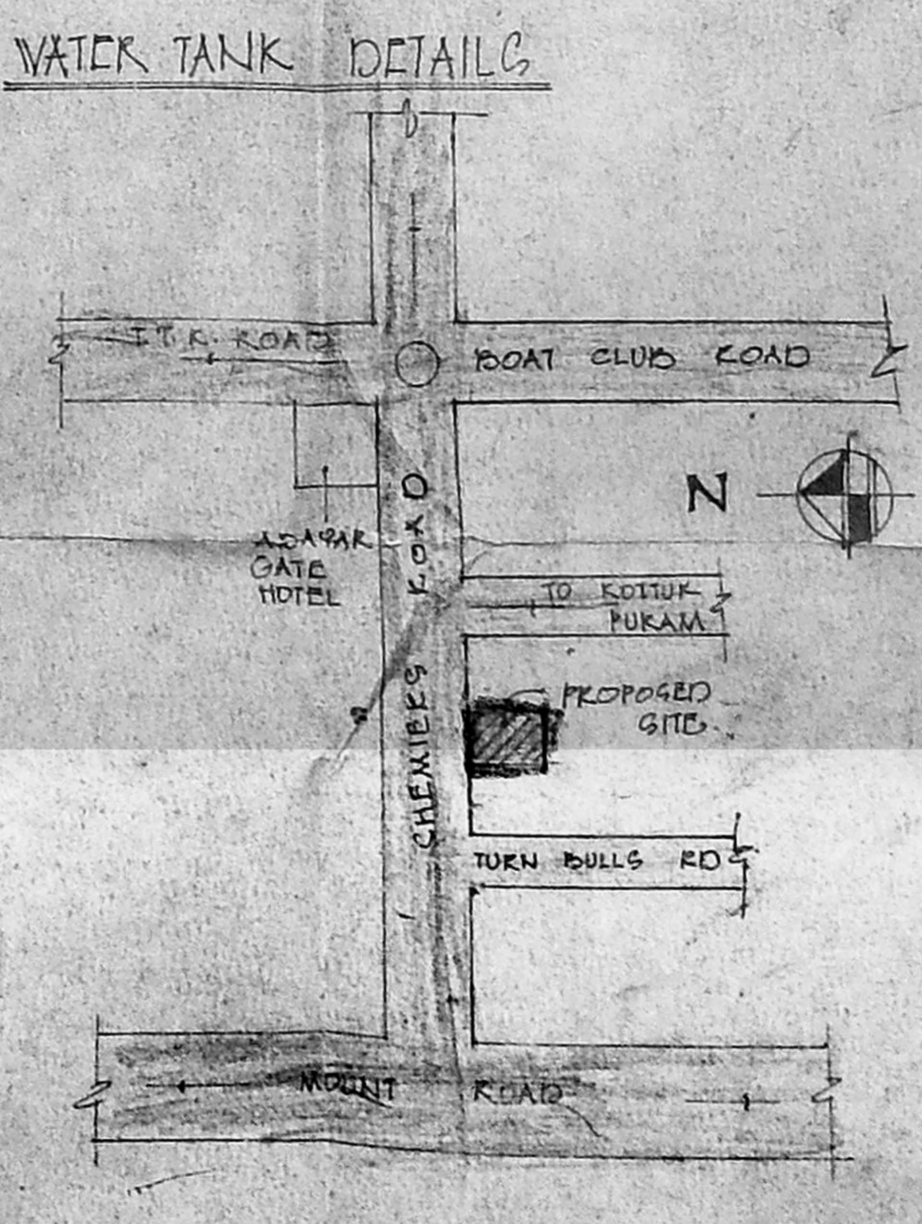 WATER TANK DETAILS
T.T.K. ROAD
BOAT CLUB ROAD
N
ADAYAR
GATE
HOTEL
TO KOTTUR
PURAM
CHEMIERS ROAD
PROPOSED
SITE
TURN BULLS RD
MOUNT ROAD